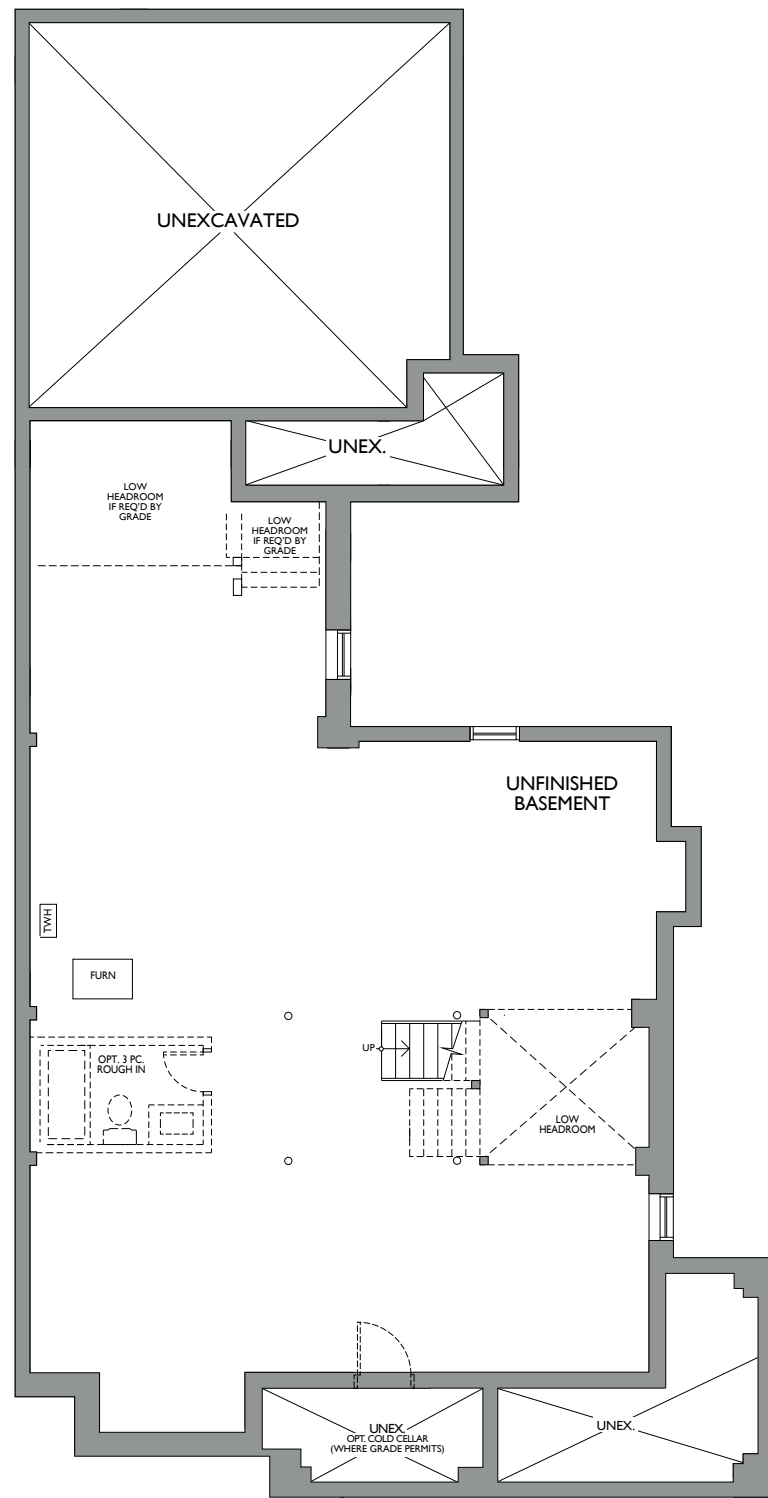 UNEXCAVATED
UNEX.
LOW
HEADROOM
IF REQ'D BY
GRADE
LOW
HEADROOM
IF REQ'D BY
GRADE
UNFINISHED
BASEMENT
TWH
FURN
OPT. 3 PC.
ROUGH IN
UP
LOW
HEADROOM
UNEX.
OPT. COLD CELLAR
(WHERE GRADE PERMITS)
UNEX.